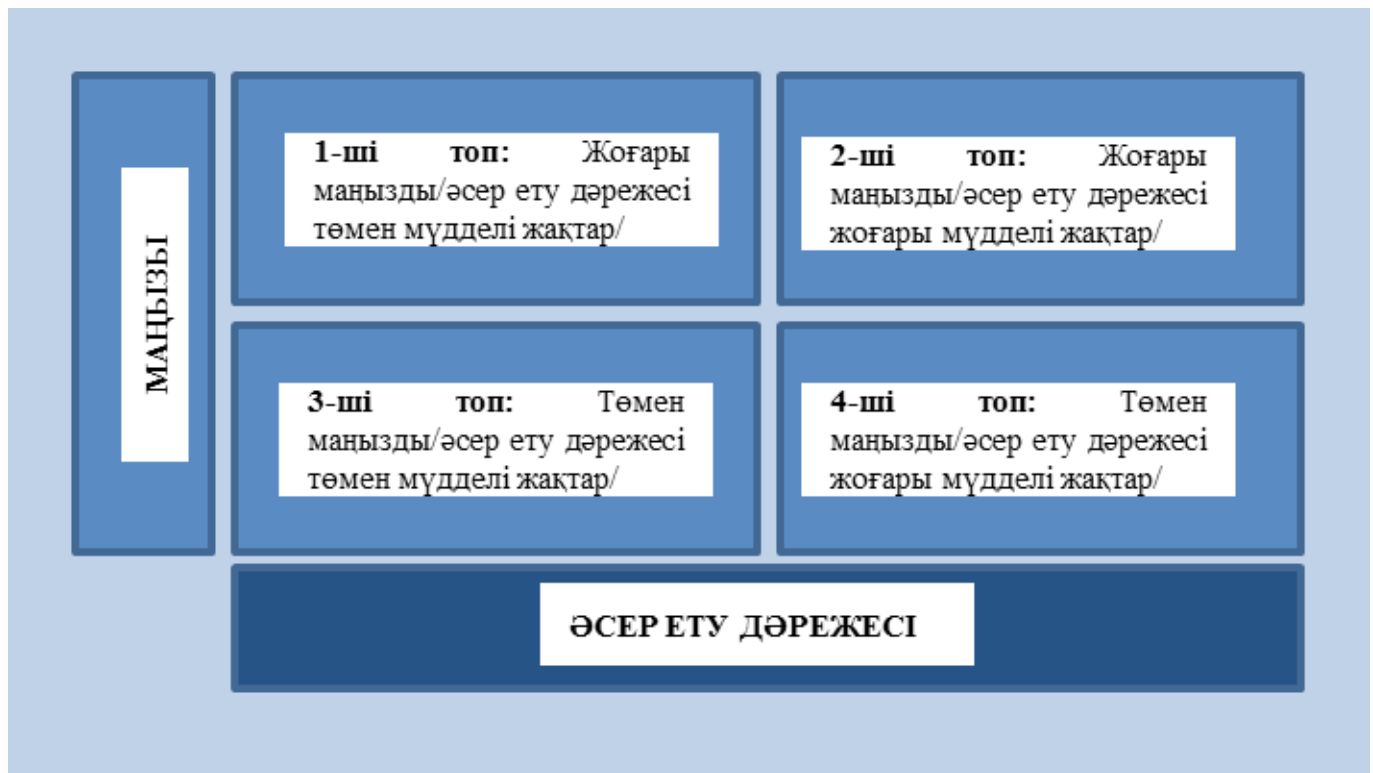 МАҢЫЗЫ
1-ші топ: Жоғары
маңызды/әсер ету дәрежесі
төмен мүдделі жақтар/
2-ші топ: Жоғары
маңызды/әсер ету дәрежесі
жоғары мүдделі жақтар/
3-ші топ: Төмен
маңызды/әсер ету дәрежесі
төмен мүдделі жақтар/
4-ші топ: Төмен
маңызды/әсер ету дәрежесі
жоғары мүдделі жақтар/
ӘСЕР ЕТУ ДӘРЕЖЕСІ